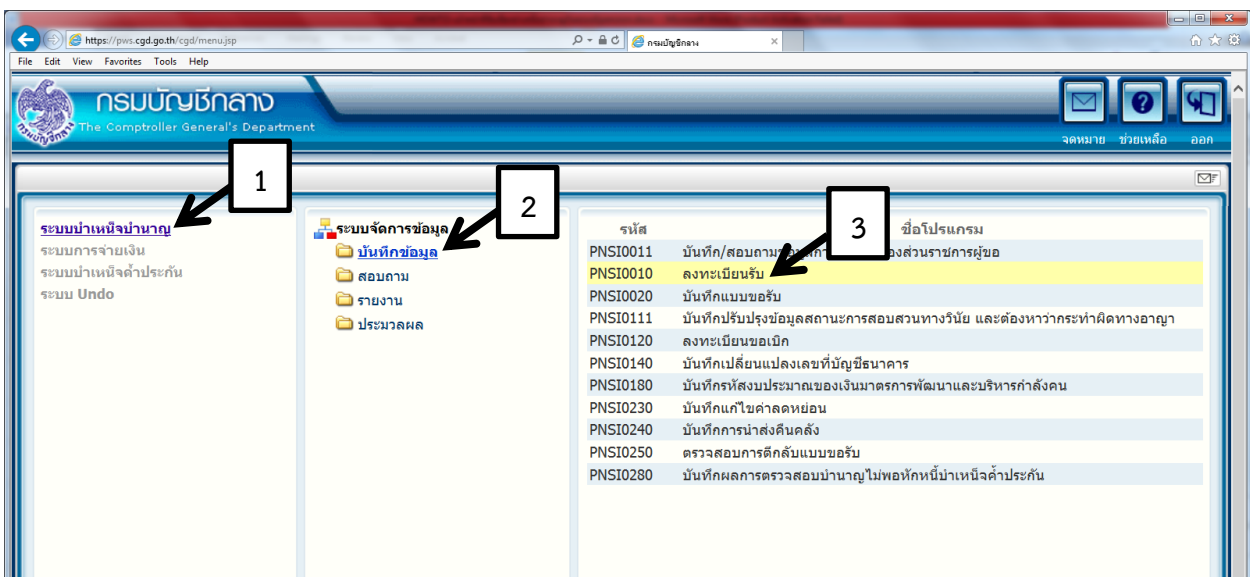 https://pws.cgd.go.th/cgd/menu.jsp
กรมบัญชีกลาง
File Edit View Favorites Tools Help
กรมบัญชีกลาง
The Comptroller General's Department
จดหมาย ช่วยเหลือ ออก
1
2
3
ระบบบำเหน็จบำนาญ
ระบบการจ่ายเงิน
ระบบบำเหน็จค้ำประกัน
ระบบ Undo
ระบบจัดการข้อมูล
บันทึกข้อมูล
สอบถาม
รายงาน
ประมวลผล
รหัส ชื่อโปรแกรม
PNSI0011 บันทึก/สอบถามข้อมูล องส่วนราชการผู้ขอ
PNSI0010 ลงทะเบียนรับ
PNSI0020 บันทึกแบบขอรับ
PNSI0111 บันทึกปรับปรุงข้อมูลสถานะการสอบสวนทางวินัย และต้องหาว่ากระทำผิดทางอาญา
PNSI0120 ลงทะเบียนขอเบิก
PNSI0140 บันทึกเปลี่ยนแปลงเลขที่บัญชีธนาคาร
PNSI0180 บันทึกรหัสงบประมาณของเงินมาตรการพัฒนาและบริหารกำลังคน
PNSI0230 บันทึกแก้ไขค่าลดหย่อน
PNSI0240 บันทึกการนำส่งคืนคลัง
PNSI0250 ตรวจสอบการตีกลับแบบขอรับ
PNSI0280 บันทึกผลการตรวจสอบบำนาญไม่พอหักหนี้บำเหน็จค้ำประกัน